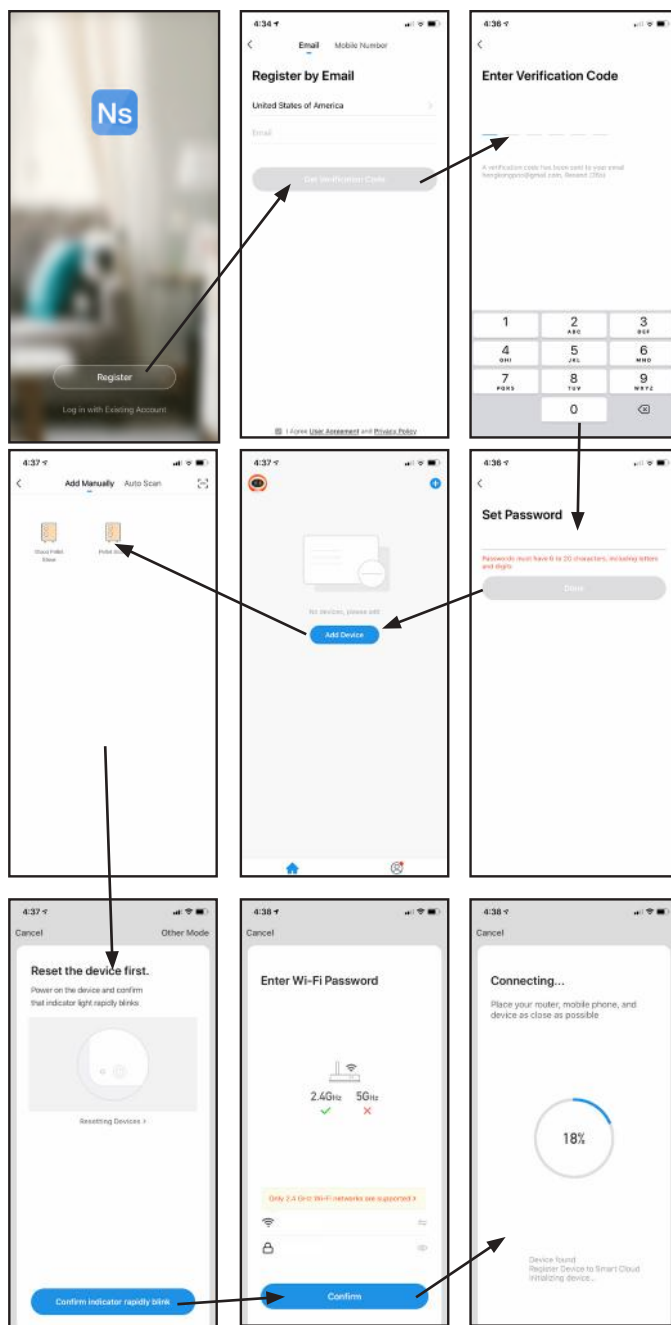 Ns
Register
Log in with Existing Account
4:34
Email Mobile Number
Register by Email
United States of America
Email
Get Verification Code
I Agree User Agreement and Privacy Policy
4:36
Enter Verification Code
A verification code has been sent to your email
1
2
ABC
3
DEF
4
GHI
5
JKL
6
MNO
7
PQRS
8
TUV
9
WXYZ
0
4:37
Add Manually Auto Scan
Pellet
4:37
No devices, please add
Add Device
4:36
Set Password
Passwords must have 6 to 20 characters, including letters
and digits
Done
4:37
Cancel Other Mode
Reset the device first.
Power on the device and confirm
that indicator light rapidly blinks
Resetting Devices >
Confirm indicator rapidly blink
4:38
Cancel
Enter Wi-Fi Password
2.4GHz 5GHz
Only 2.4 GHz Wi-Fi networks are supported >
Confirm
4:38
Cancel
Connecting...
Place your router, mobile phone, and
device as close as possible
18%
Device found
Register Device to Smart Cloud
Initializing device...